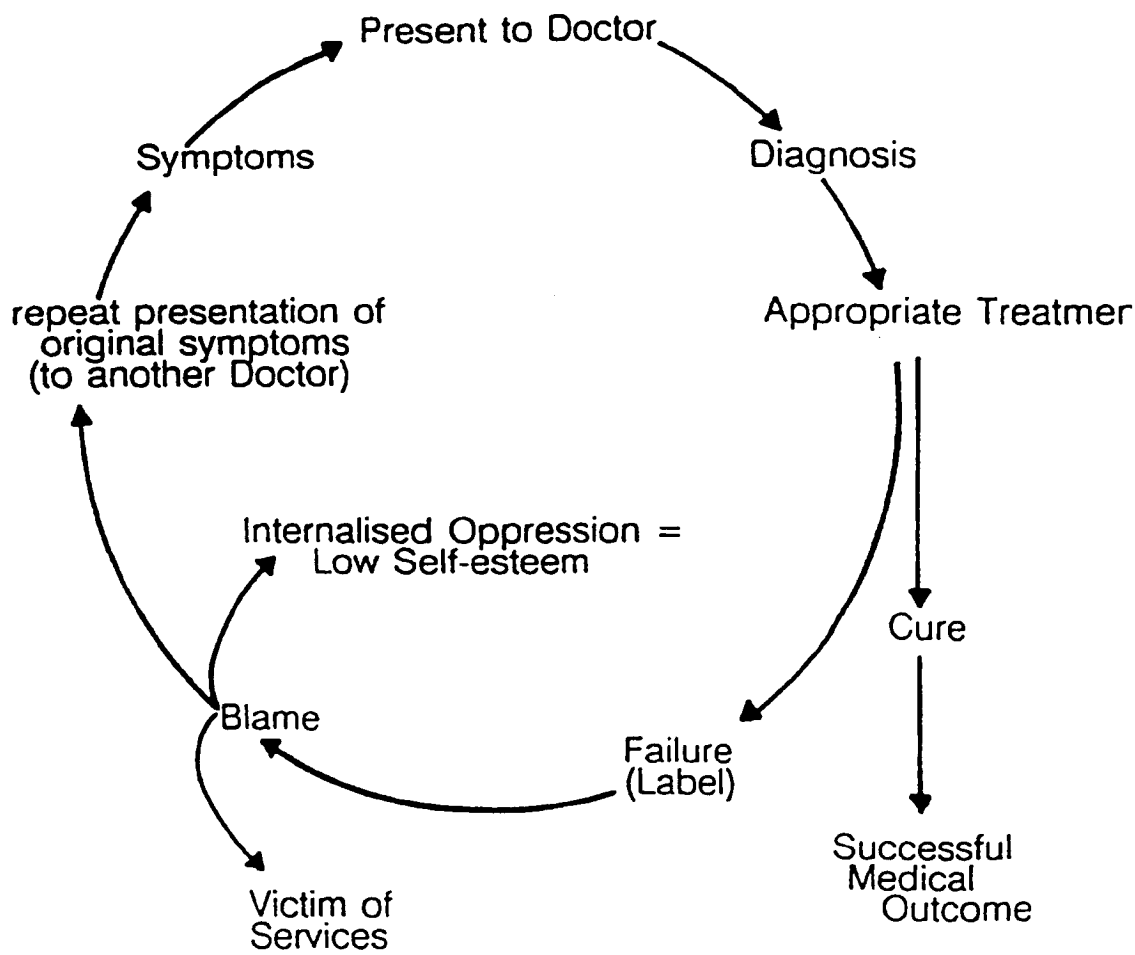 Present to Doctor
Symptoms
Diagnosis
repeat presentation of
original symptoms
(to another Doctor)
Appropriate Treatmen
Internalised Oppression =
Low Self-esteem
Cure
Blame
Failure
(Label)
Successful
Medical
Outcome
Victim of
Services